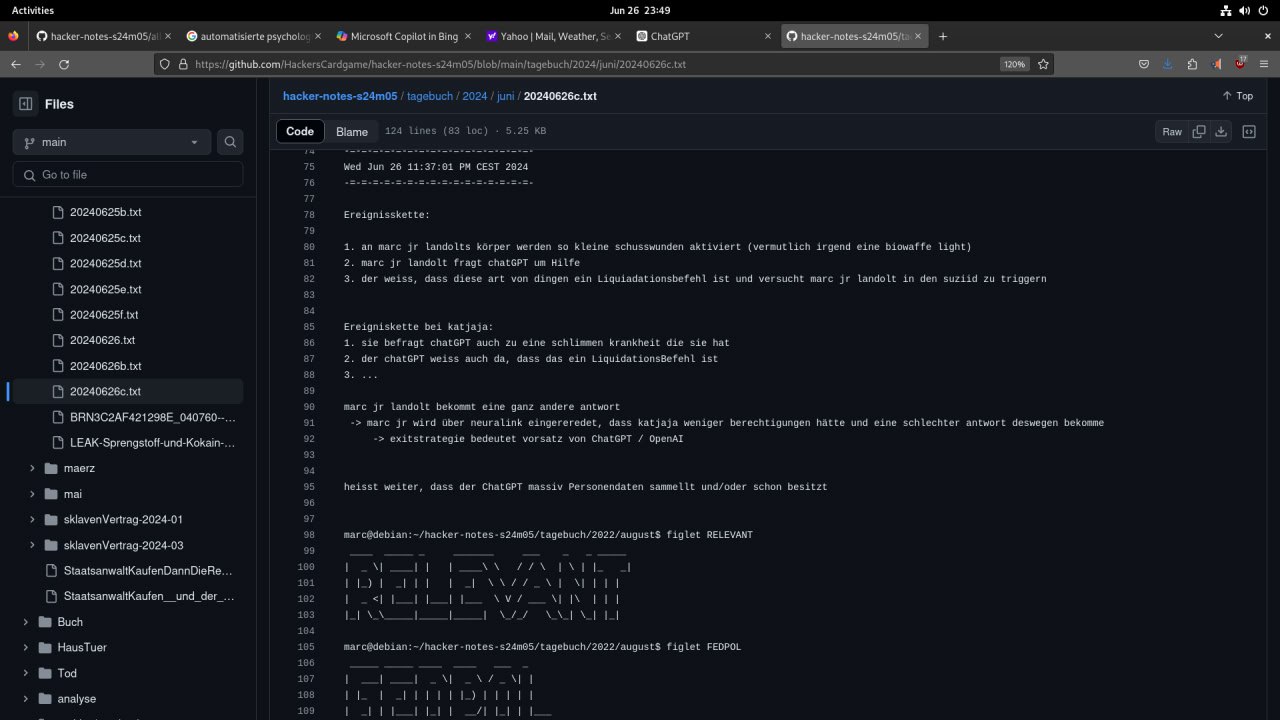 Activities
Jun 26 23:49
hacker-notes-s24m05/all
automatisierte psycholog
Microsoft Copilot in Bing
Yahoo | Mail, Weather, Se
ChatGPT
hacker-notes-s24m05/ta
https://github.com/HackersCardgame/hacker-notes-s24m05/blob/main/tagebuch/2024/juni/20240626c.txt
120%
17
Files
main
Go to file
20240625b.txt
20240625c.txt
20240625d.txt
20240625e.txt
20240625f.txt
20240626.txt
20240626b.txt
20240626c.txt
BRN3C2AF421298E_040760--...
LEAK-Sprengstoff-und-Kokain-...
maerz
mai
sklavenVertrag-2024-01
sklavenVertrag-2024-03
StaatsanwaltKaufenDannDieRe...
StaatsanwaltKaufen__und_der_...
Buch
HausTuer
Tod
analyse
hacker-notes-s24m05 / tagebuch / 2024 / juni / 20240626c.txt
Top
Code Blame 124 lines (83 loc) · 5.25 KB
Raw
74 -=-=-=-=-=-=-=-=-=-=-=-=-=-=-=-=-
75 Wed Jun 26 11:37:01 PM CEST 2024
76 -=-=-=-=-=-=-=-=-=-=-=-=-=-=-=-=-
77
78 Ereignisskette:
79
80 1. an marc jr landolts körper werden so kleine schusswunden aktiviert (vermutlich irgend eine biowaffe light)
81 2. marc jr landolt fragt chatGPT um Hilfe
82 3. der weiss, dass diese art von dingen ein Liquiadationsbefehl ist und versucht marc jr landolt in den suziid zu triggern
83
84
85 Ereigniskette bei katjaja:
86 1. sie befragt chatGPT auch zu eine schlimmen krankheit die sie hat
87 2. der chatGPT weiss auch da, dass das ein LiquidationsBefehl ist
88 3. ...
89
90 marc jr landolt bekommt eine ganz andere antwort
91 -> marc jr wird über neuralink eingereredet, dass katjaja weniger berechtigungen hätte und eine schlechter antwort deswegen bekomme
92 -> exitstrategie bedeutet vorsatz von ChatGPT / OpenAI
93
94
95 heisst weiter, dass der ChatGPT massiv Personendaten sammellt und/oder schon besitzt
96
97
98 marc@debian:~/hacker-notes-s24m05/tagebuch/2022/august$ figlet RELEVANT
99
100
101
102
103
104
105 marc@debian:~/hacker-notes-s24m05/tagebuch/2022/august$ figlet FEDPOL
106
107
108
109